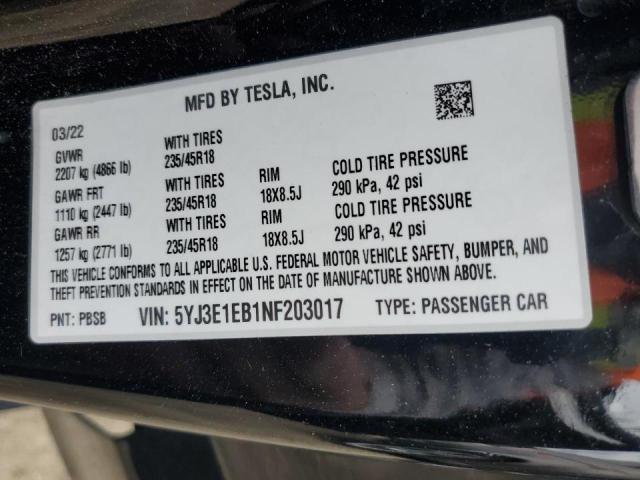 MFD BY TESLA, INC.
03/22
GVWR WITH TIRES
2207 kg (4866 lb) 235/45R18
GAWR FRT WITH TIRES RIM COLD TIRE PRESSURE
1110 kg (2447 lb) 235/45R18 18X8.5J 290 kPa, 42 psi
GAWR RR WITH TIRES RIM COLD TIRE PRESSURE
1257 kg (2771 lb) 235/45R18 18X8.5J 290 kPa, 42 psi
THIS VEHICLE CONFORMS TO ALL APPLICABLE U.S. FEDERAL MOTOR VEHICLE SAFETY, BUMPER, AND
THEFT PREVENTION STANDARDS IN EFFECT ON THE DATE OF MANUFACTURE SHOWN ABOVE.
PNT: PBSB VIN: 5YJ3E1EB1NF203017 TYPE: PASSENGER CAR